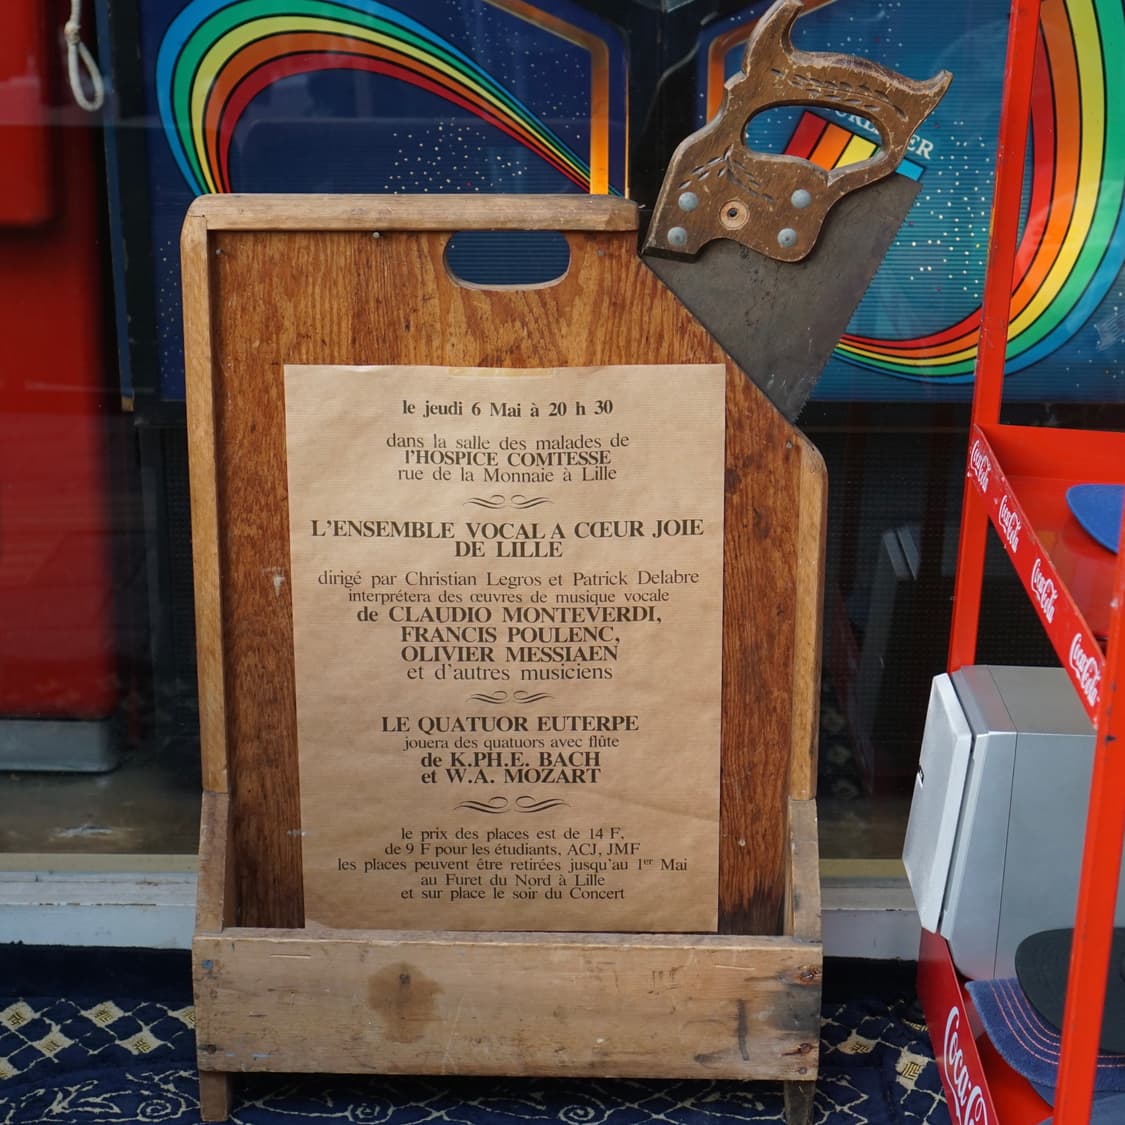 le jeudi 6 Mai à 20 h 30
dans la salle des malades de
l'HOSPICE COMTESSE
rue de la Monnaie à Lille
L'ENSEMBLE VOCAL A CŒUR JOIE
DE LILLE
dirigé par Christian Legros et Patrick Delabre
interprétera des œuvres de musique vocale
de CLAUDIO MONTEVERDI,
FRANCIS POULENC,
OLIVIER MESSIAEN
et d'autres musiciens
LE QUATUOR EUTERPE
jouera des quatuors avec flûte
de K.PH.E. BACH
et W.A. MOZART
le prix des places est de 14 F,
de 9 F pour les étudiants, ACJ, JMF
les places peuvent être retirées jusqu'au 1er Mai
au Furet du Nord à Lille
et sur place le soir du Concert
Coca-Cola
Coca-Cola
Coca-Cola
Coca-Cola